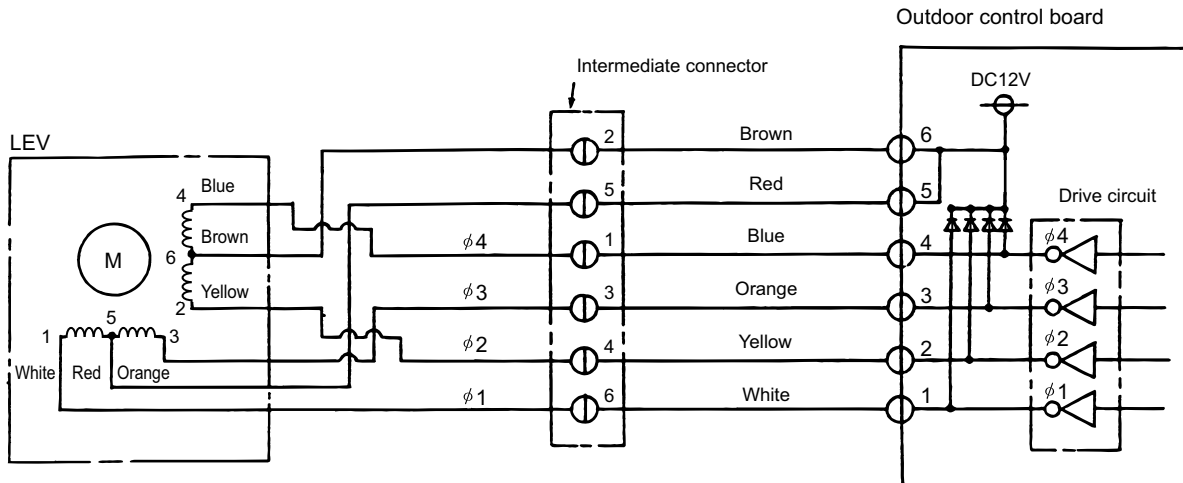 Outdoor control board
Intermediate connector
DC12V
LEV
2 Brown 6
5 Red 5
Drive circuit
4 Blue
Brown
6
Yellow
2
M
ϕ4 1 Blue 4 ϕ4
ϕ3 3 Orange 3 ϕ3
ϕ2 4 Yellow 2 ϕ2
ϕ1 6 White 1 ϕ1
1 5 3
White Red Orange